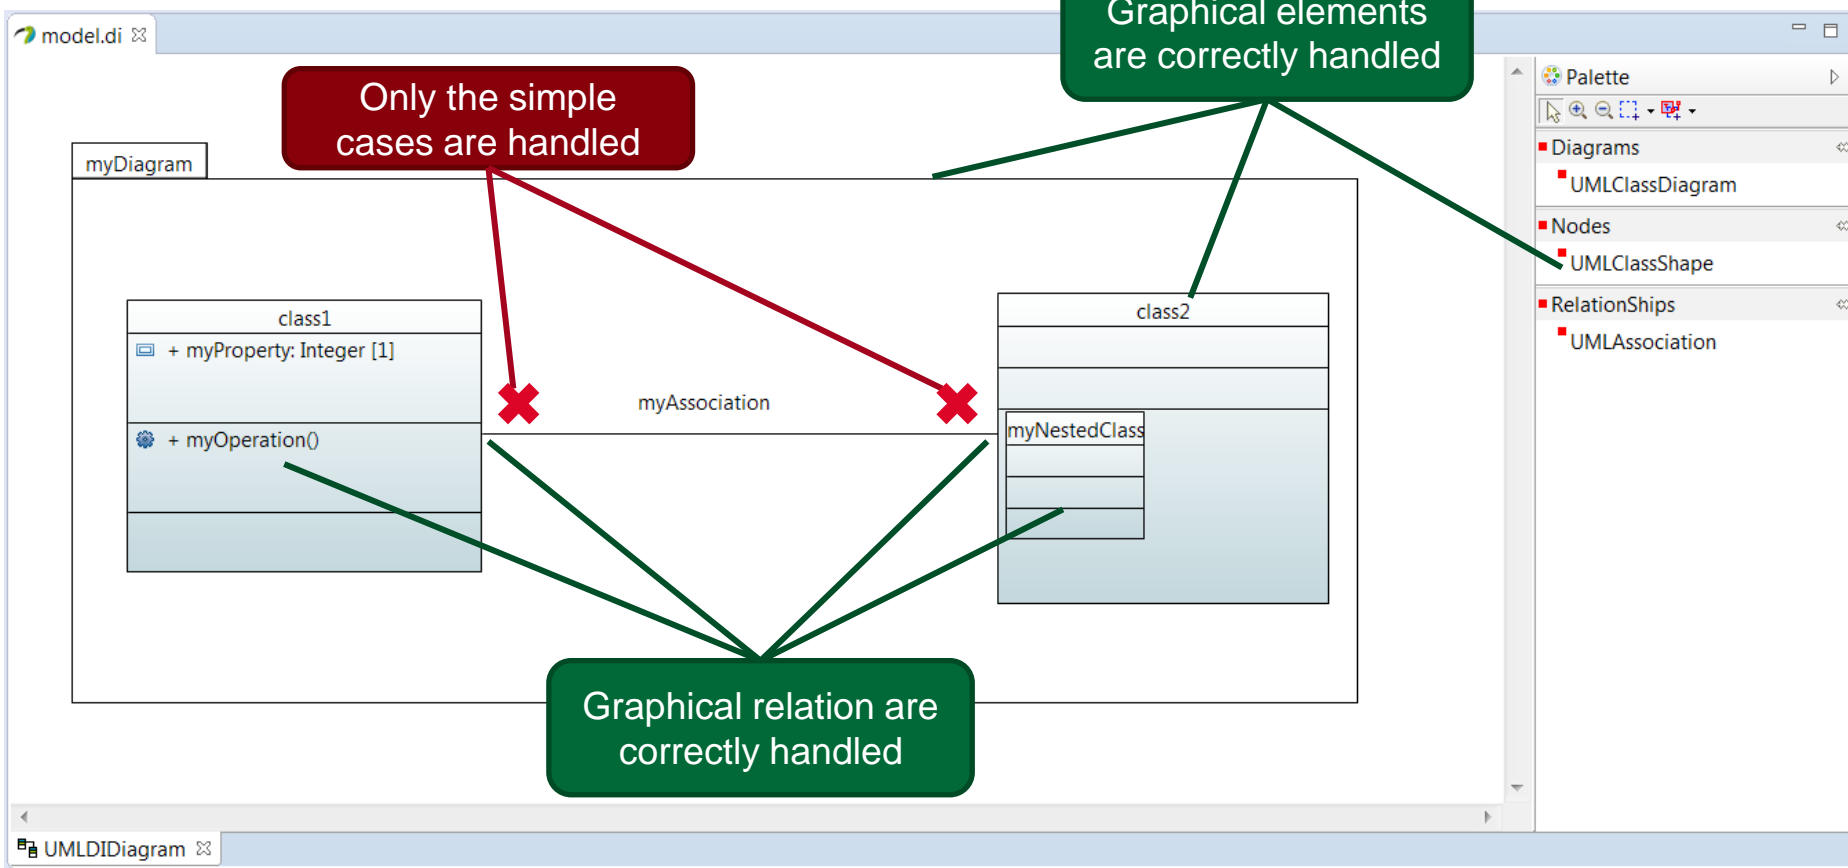 model.di
Graphical elements
are correctly handled
Only the simple
cases are handled
myDiagram
class1
+ myProperty: Integer [1]
+ myOperation()
myAssociation
class2
myNestedClass
Graphical relation are
correctly handled
Palette
Diagrams
UMLClassDiagram
Nodes
UMLClassShape
RelationShips
UMLAssociation
UMLDIDiagram